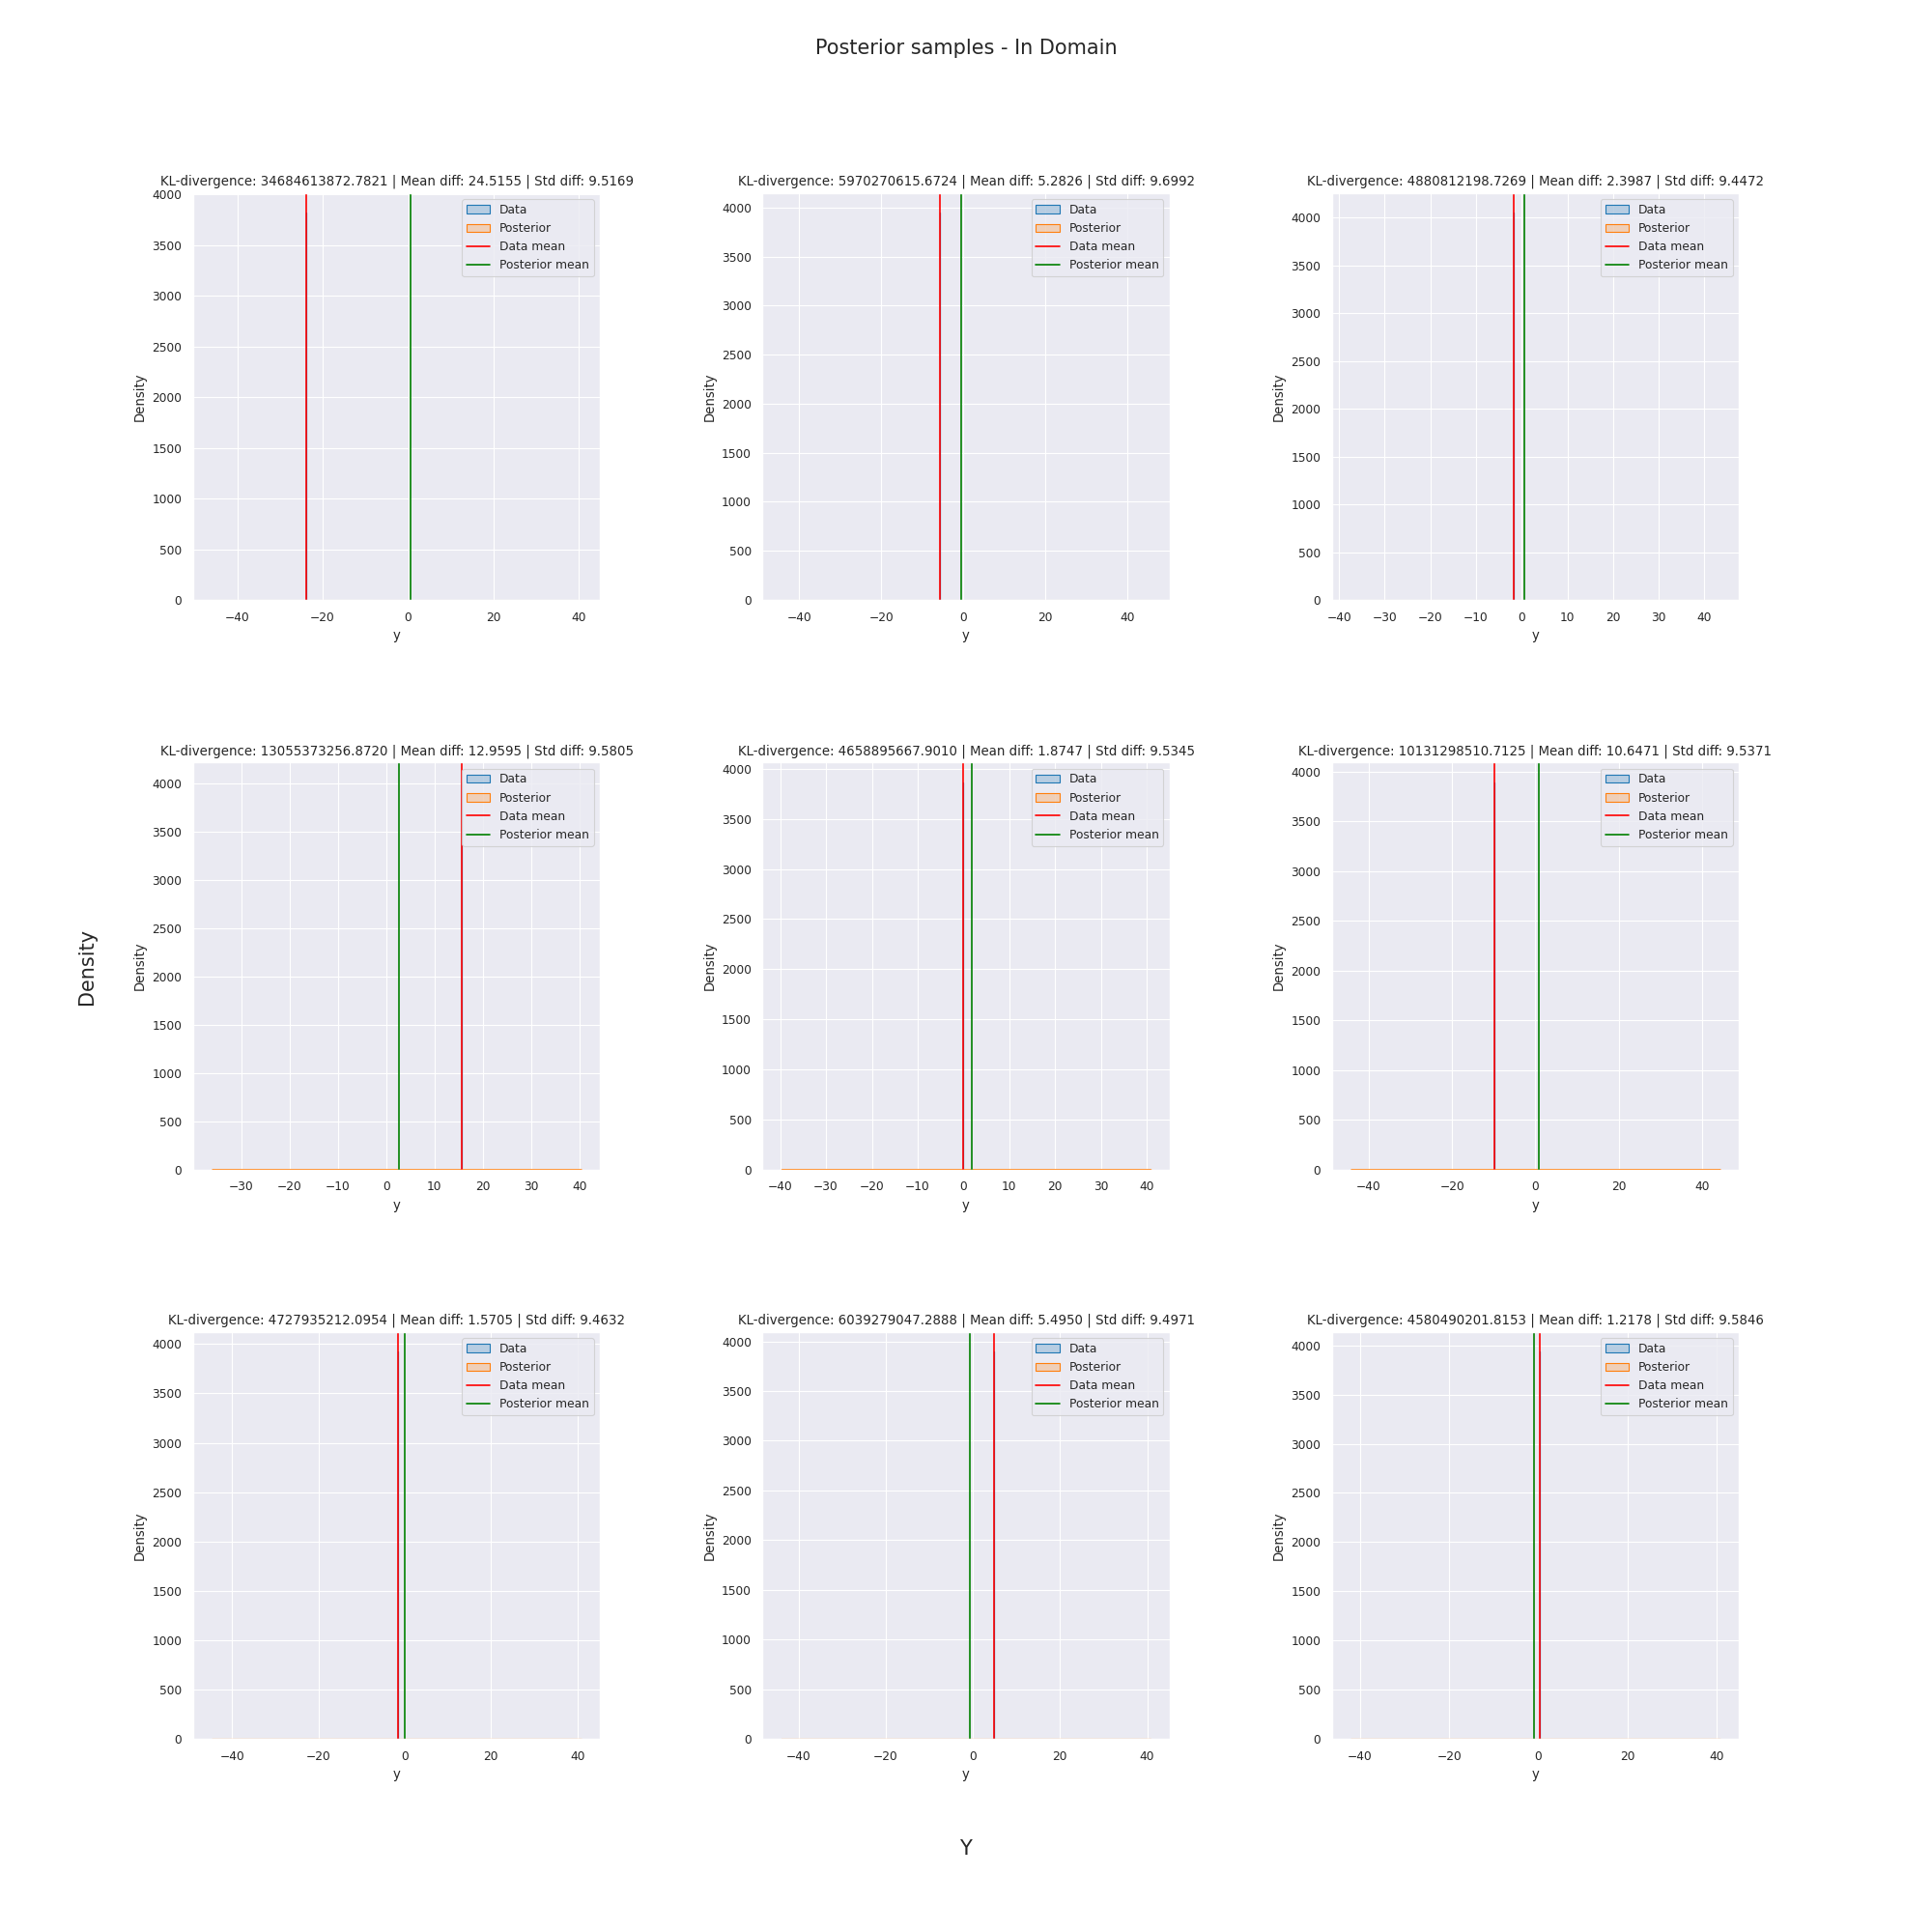 Posterior samples - In Domain
KL-divergence: 34684613872.7821 | Mean diff: 24.5155 | Std diff: 9.5169
4000
3500
3000
2500
2000
1500
1000
500
0
Density
−40 −20 0 20 40
y
Data
Posterior
Data mean
Posterior mean
KL-divergence: 5970270615.6724 | Mean diff: 5.2826 | Std diff: 9.6992
4000
3500
3000
2500
2000
1500
1000
500
0
Density
−40 −20 0 20 40
y
Data
Posterior
Data mean
Posterior mean
KL-divergence: 4880812198.7269 | Mean diff: 2.3987 | Std diff: 9.4472
4000
3500
3000
2500
2000
1500
1000
500
0
Density
−40 −30 −20 −10 0 10 20 30 40
y
Data
Posterior
Data mean
Posterior mean
Density
KL-divergence: 13055373256.8720 | Mean diff: 12.9595 | Std diff: 9.5805
4000
3500
3000
2500
2000
1500
1000
500
0
Density
−30 −20 −10 0 10 20 30 40
y
Data
Posterior
Data mean
Posterior mean
KL-divergence: 4658895667.9010 | Mean diff: 1.8747 | Std diff: 9.5345
4000
3500
3000
2500
2000
1500
1000
500
0
Density
−40 −30 −20 −10 0 10 20 30 40
y
Data
Posterior
Data mean
Posterior mean
KL-divergence: 10131298510.7125 | Mean diff: 10.6471 | Std diff: 9.5371
4000
3500
3000
2500
2000
1500
1000
500
0
Density
−40 −20 0 20 40
y
Data
Posterior
Data mean
Posterior mean
KL-divergence: 4727935212.0954 | Mean diff: 1.5705 | Std diff: 9.4632
4000
3500
3000
2500
2000
1500
1000
500
0
Density
−40 −20 0 20 40
y
Data
Posterior
Data mean
Posterior mean
KL-divergence: 6039279047.2888 | Mean diff: 5.4950 | Std diff: 9.4971
4000
3500
3000
2500
2000
1500
1000
500
0
Density
−40 −20 0 20 40
y
Data
Posterior
Data mean
Posterior mean
KL-divergence: 4580490201.8153 | Mean diff: 1.2178 | Std diff: 9.5846
4000
3500
3000
2500
2000
1500
1000
500
0
Density
−40 −20 0 20 40
y
Data
Posterior
Data mean
Posterior mean
Y